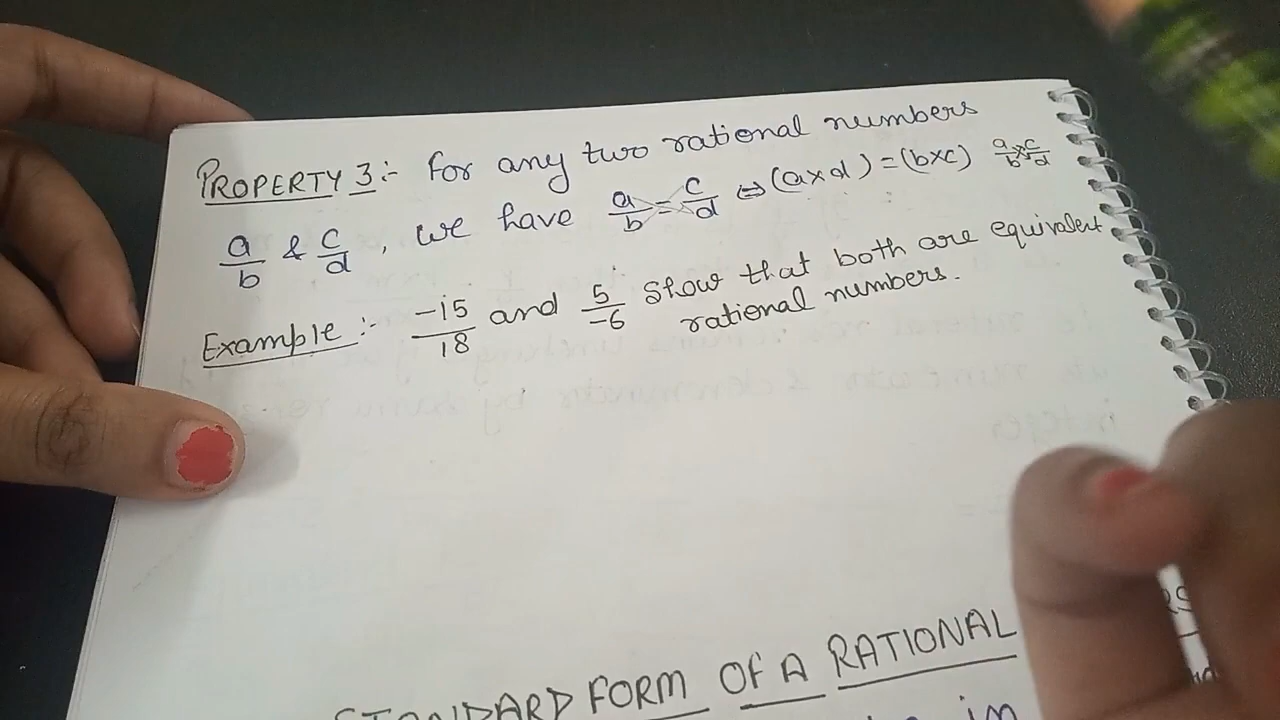 PROPERTY 3:- For any two rational numbers
a/b & c/d, we have a/b = c/d ⇔ (a×d) = (b×c) a/b × c/d
Example:- -15/18 and 5/-6 Show that both are equivalent
rational numbers.
STANDARD FORM OF A RATIONAL
in